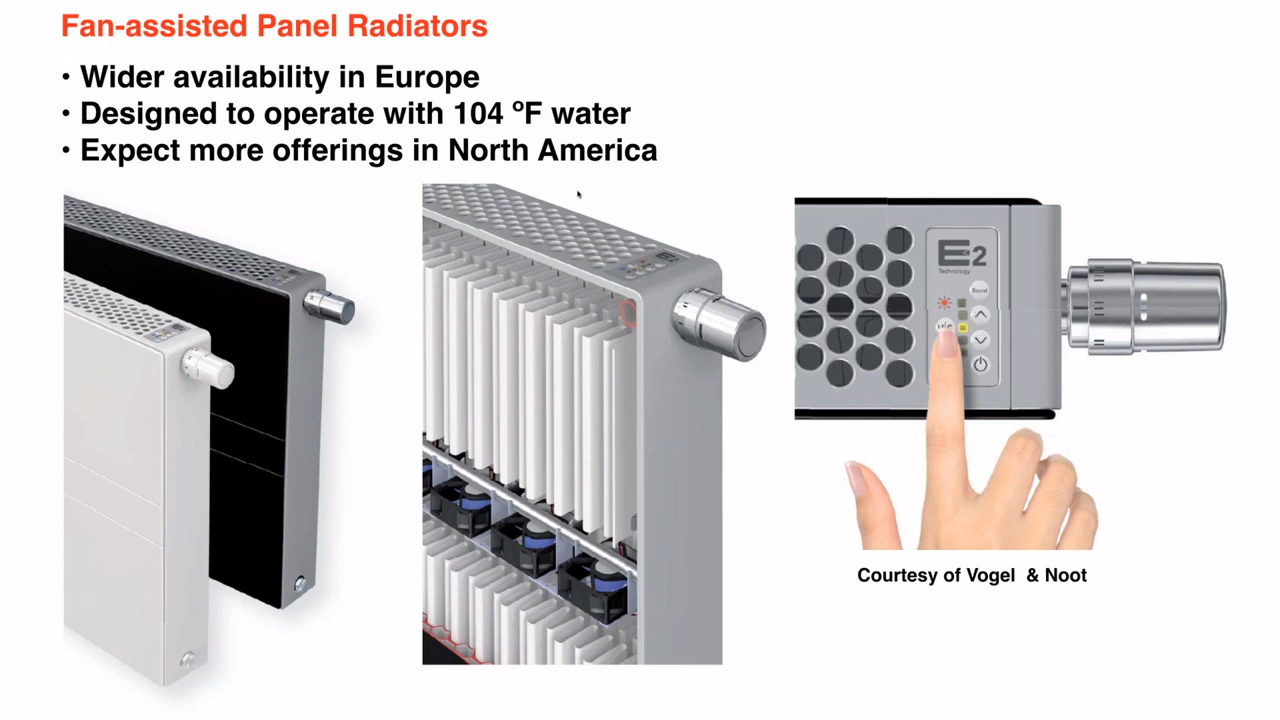 Fan-assisted Panel Radiators
• Wider availability in Europe
• Designed to operate with 104 ºF water
• Expect more offerings in North America
E2
Technology
Boost
Courtesy of Vogel & Noot